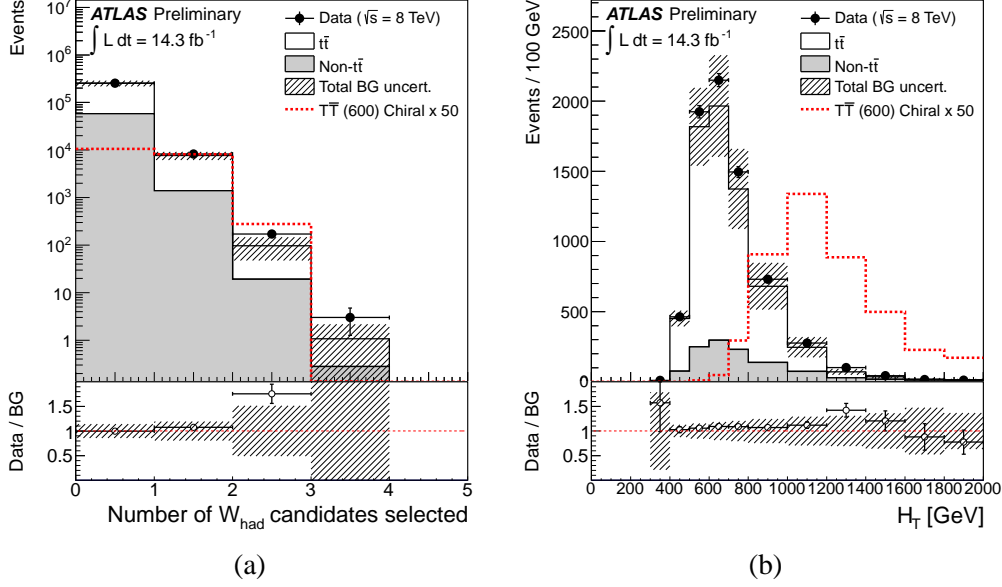 ATLAS Preliminary
∫ L dt = 14.3 fb⁻¹
Data (√s = 8 TeV)
tt̄
Non-tt̄
Total BG uncert.
TT̄ (600) Chiral x 50
Events
10⁷
10⁶
10⁵
10⁴
10³
10²
10
1
Data / BG
1.5
1
0.5
0 1 2 3 4 5
Number of W_had candidates selected
(a)
ATLAS Preliminary
∫ L dt = 14.3 fb⁻¹
Data (√s = 8 TeV)
tt̄
Non-tt̄
Total BG uncert.
TT̄ (600) Chiral x 50
Events / 100 GeV
2500
2000
1500
1000
500
0
Data / BG
1.5
1
0.5
0 200 400 600 800 1000 1200 1400 1600 1800 2000
H_T [GeV]
(b)